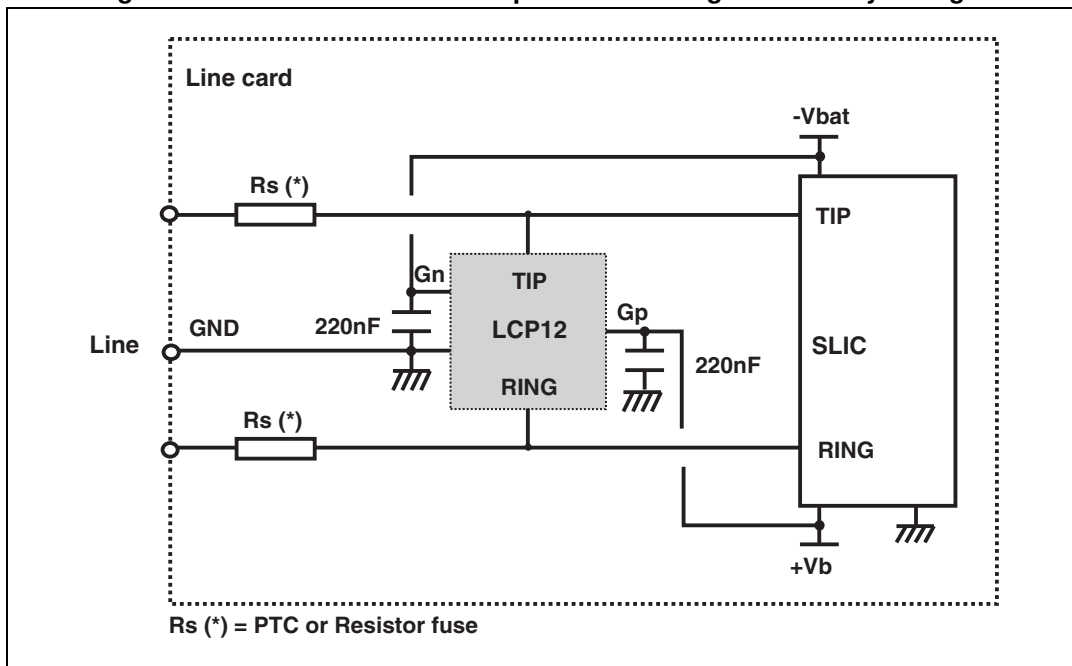 Line card
-Vbat
Rs (*)
TIP
Gn
TIP
Gp
220nF
LCP12
GND
Line
SLIC
220nF
RING
Rs (*)
RING
+Vb
Rs (*) = PTC or Resistor fuse